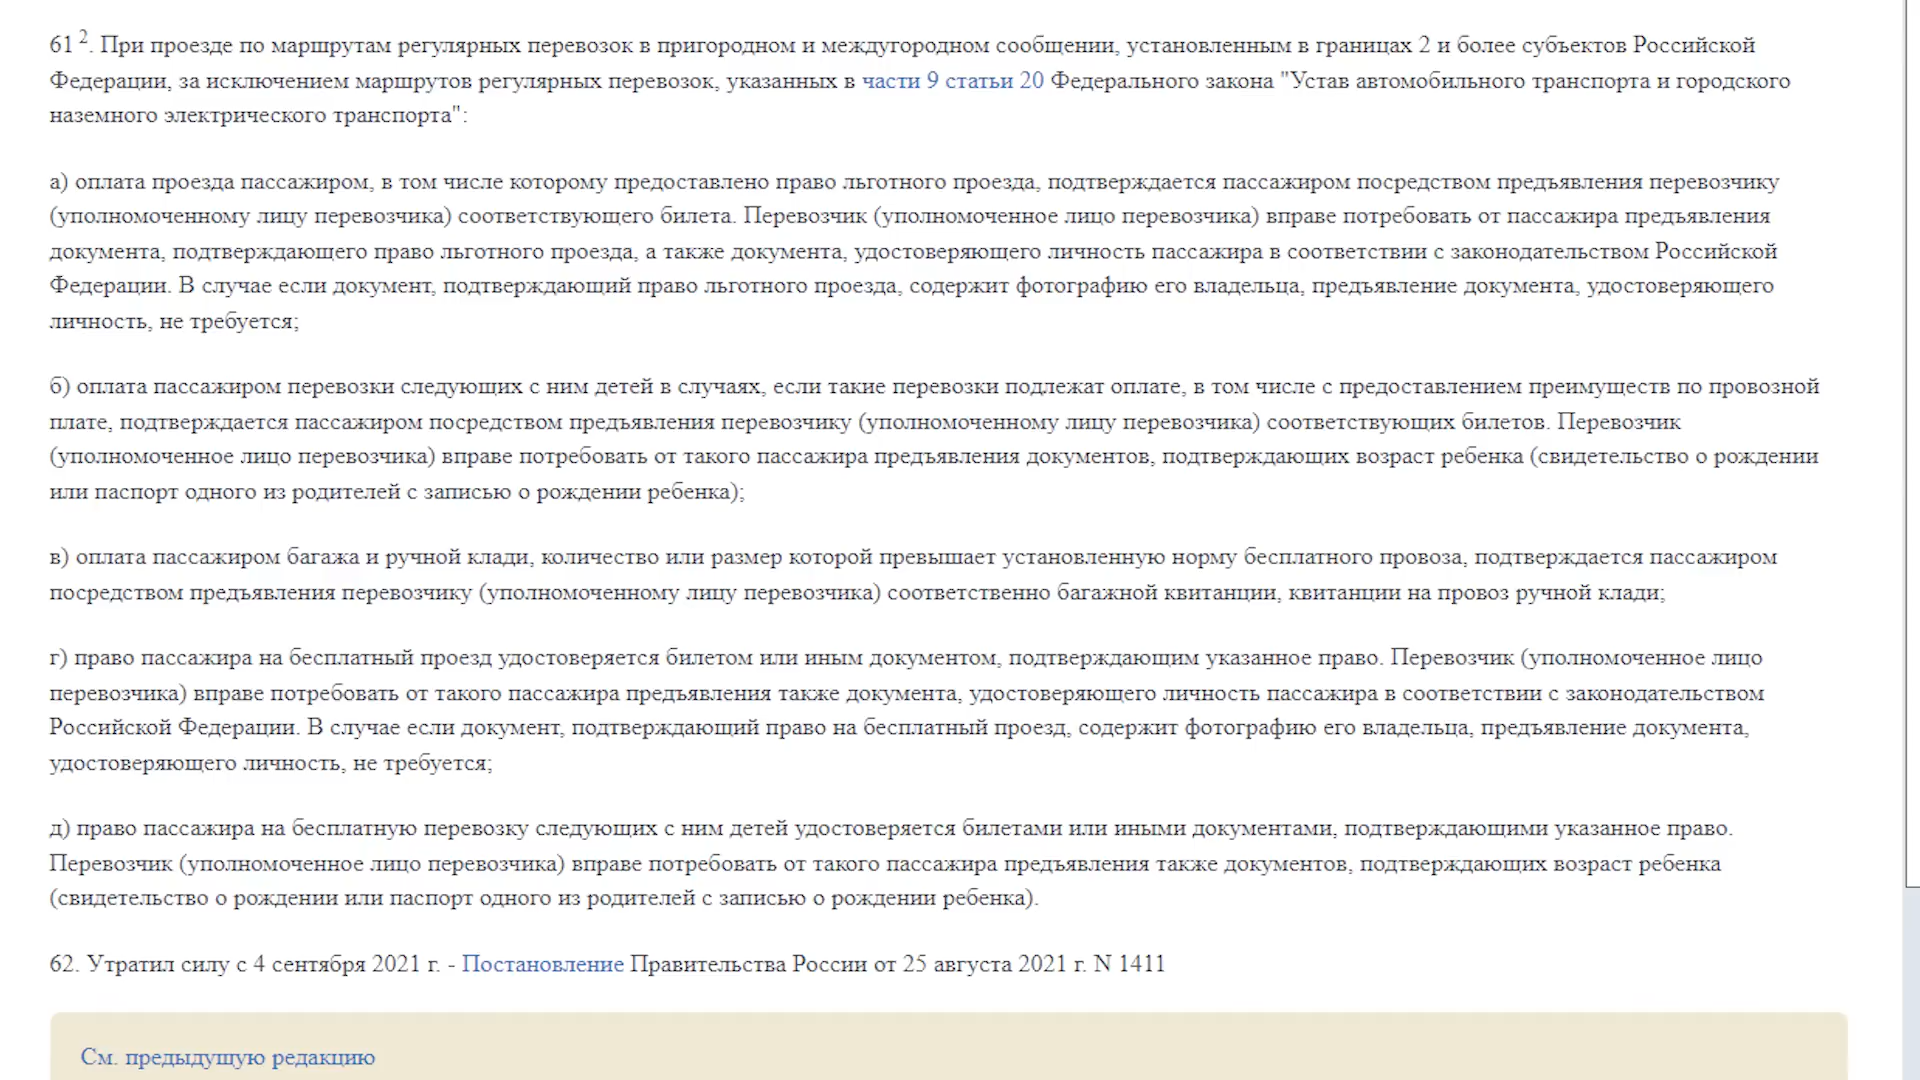 61 2. При проезде по маршрутам регулярных перевозок в пригородном и междугородном сообщении, установленным в границах 2 и более субъектов Российской
Федерации, за исключением маршрутов регулярных перевозок, указанных в части 9 статьи 20 Федерального закона "Устав автомобильного транспорта и городского
наземного электрического транспорта":
а) оплата проезда пассажиром, в том числе которому предоставлено право льготного проезда, подтверждается пассажиром посредством предъявления перевозчику
(уполномоченному лицу перевозчика) соответствующего билета. Перевозчик (уполномоченное лицо перевозчика) вправе потребовать от пассажира предъявления
документа, подтверждающего право льготного проезда, а также документа, удостоверяющего личность пассажира в соответствии с законодательством Российской
Федерации. В случае если документ, подтверждающий право льготного проезда, содержит фотографию его владельца, предъявление документа, удостоверяющего
личность, не требуется;
б) оплата пассажиром перевозки следующих с ним детей в случаях, если такие перевозки подлежат оплате, в том числе с предоставлением преимуществ по провозной
плате, подтверждается пассажиром посредством предъявления перевозчику (уполномоченному лицу перевозчика) соответствующих билетов. Перевозчик
(уполномоченное лицо перевозчика) вправе потребовать от такого пассажира предъявления документов, подтверждающих возраст ребенка (свидетельство о рождении
или паспорт одного из родителей с записью о рождении ребенка);
в) оплата пассажиром багажа и ручной клади, количество или размер которой превышает установленную норму бесплатного провоза, подтверждается пассажиром
посредством предъявления перевозчику (уполномоченному лицу перевозчика) соответственно багажной квитанции, квитанции на провоз ручной клади;
г) право пассажира на бесплатный проезд удостоверяется билетом или иным документом, подтверждающим указанное право. Перевозчик (уполномоченное лицо
перевозчика) вправе потребовать от такого пассажира предъявления также документа, удостоверяющего личность пассажира в соответствии с законодательством
Российской Федерации. В случае если документ, подтверждающий право на бесплатный проезд, содержит фотографию его владельца, предъявление документа,
удостоверяющего личность, не требуется;
д) право пассажира на бесплатную перевозку следующих с ним детей удостоверяется билетами или иными документами, подтверждающими указанное право.
Перевозчик (уполномоченное лицо перевозчика) вправе потребовать от такого пассажира предъявления также документов, подтверждающих возраст ребенка
(свидетельство о рождении или паспорт одного из родителей с записью о рождении ребенка).
62. Утратил силу с 4 сентября 2021 г. - Постановление Правительства России от 25 августа 2021 г. N 1411
См. предыдущую редакцию